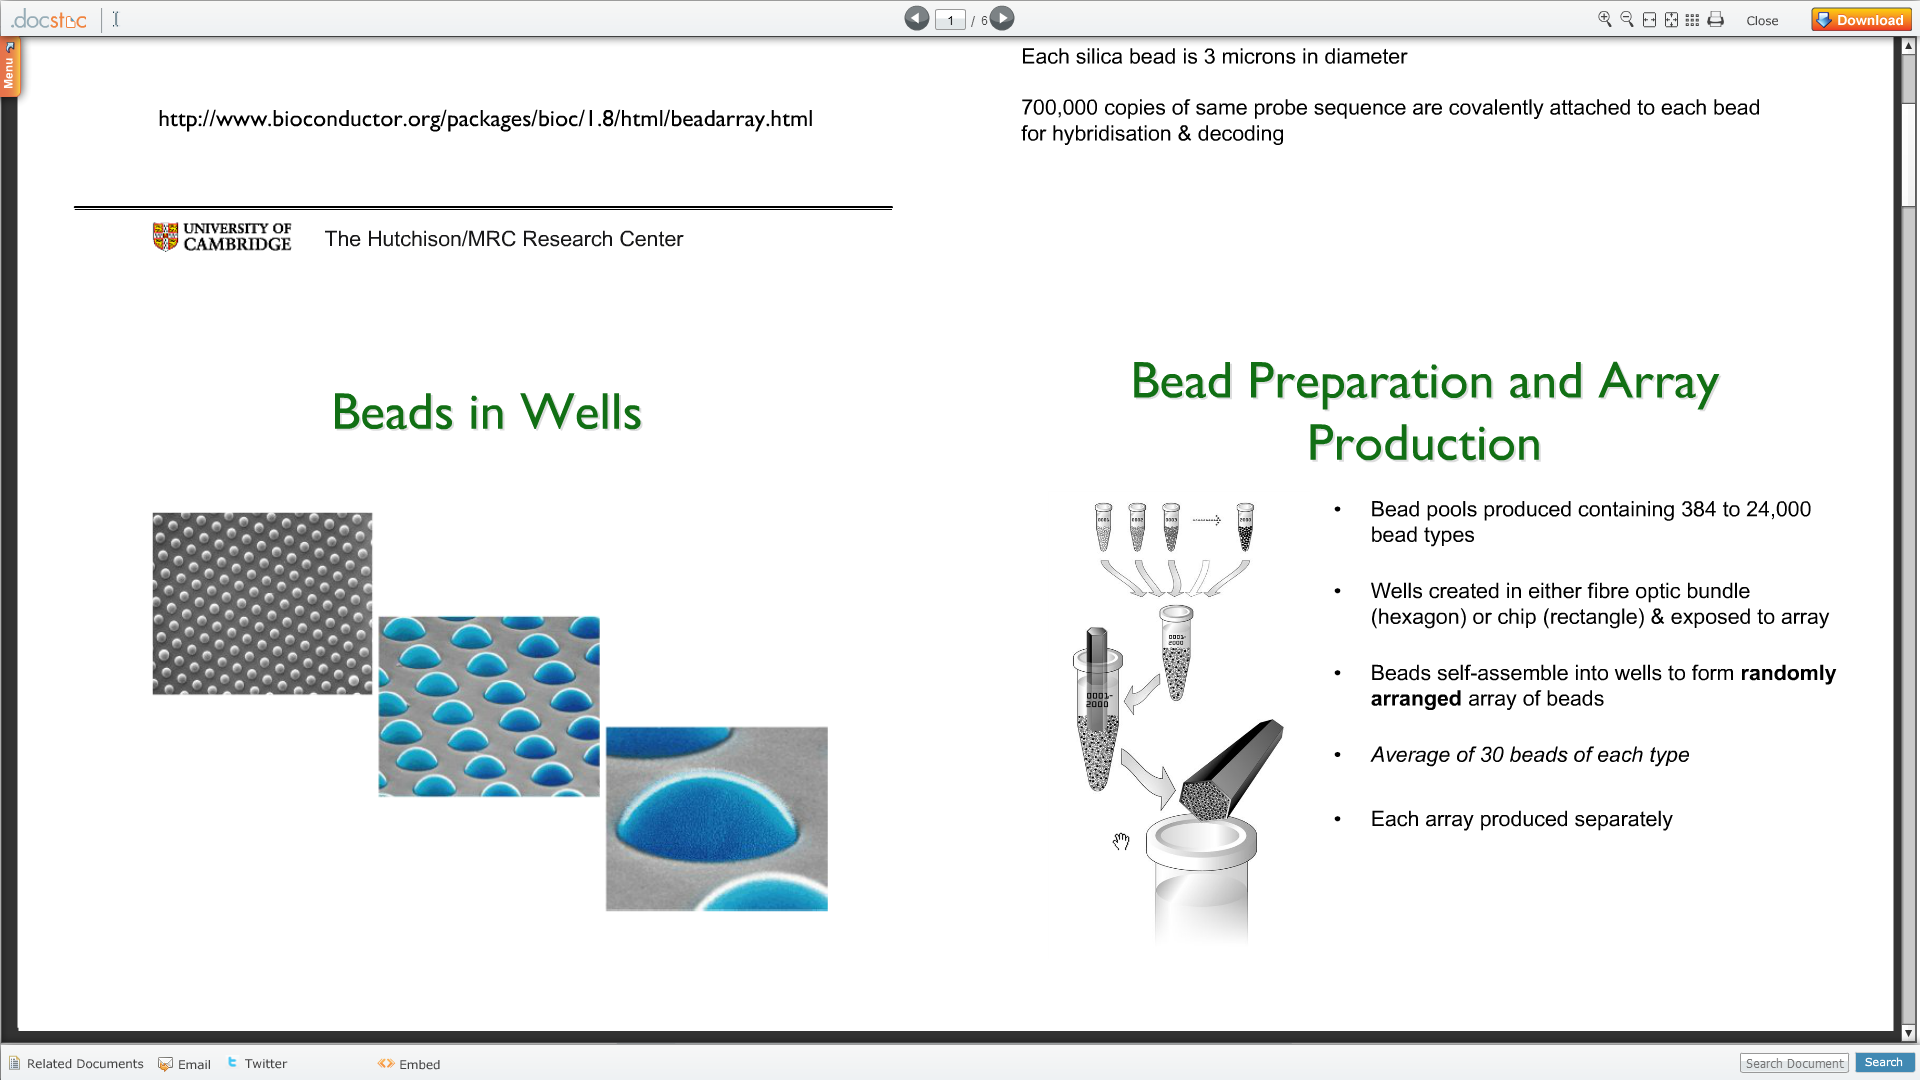 .docstoc
1 / 6
Close
Download
Menu
http://www.bioconductor.org/packages/bioc/1.8/html/beadarray.html
UNIVERSITY OF
CAMBRIDGE
The Hutchison/MRC Research Center
Each silica bead is 3 microns in diameter
700,000 copies of same probe sequence are covalently attached to each bead
for hybridisation & decoding
Beads in Wells
Bead Preparation and Array
Production
0001
0002
0003
2000
0001-
2000
0001-
2000
• Bead pools produced containing 384 to 24,000
bead types
• Wells created in either fibre optic bundle
(hexagon) or chip (rectangle) & exposed to array
• Beads self-assemble into wells to form randomly
arranged array of beads
• Average of 30 beads of each type
• Each array produced separately
Related Documents
Email
Twitter
Embed
Search Document
Search